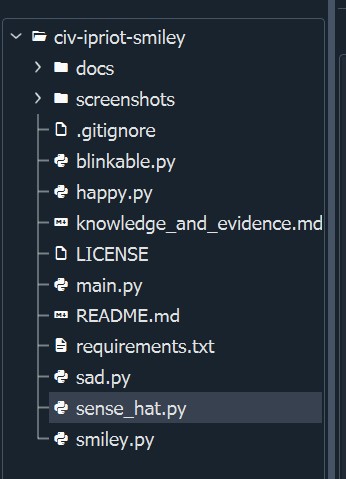 civ-ipriot-smiley
docs
screenshots
.gitignore
blinkable.py
happy.py
knowledge_and_evidence.md
LICENSE
main.py
README.md
requirements.txt
sad.py
sense_hat.py
smiley.py